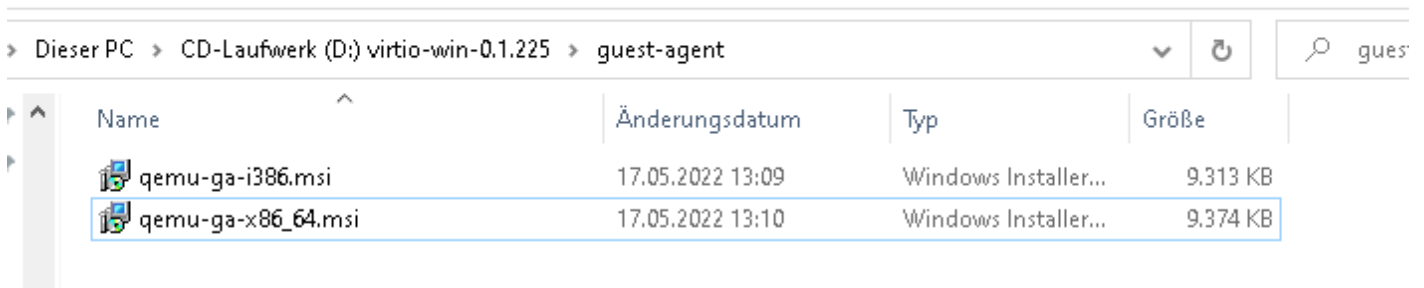 Dieser PC > CD-Laufwerk (D:) virtio-win-0.1.225 > guest-agent
Name Änderungsdatum Typ Größe
qemu-ga-i386.msi 17.05.2022 13:09 Windows Installer... 9.313 KB
qemu-ga-x86_64.msi 17.05.2022 13:10 Windows Installer... 9.374 KB